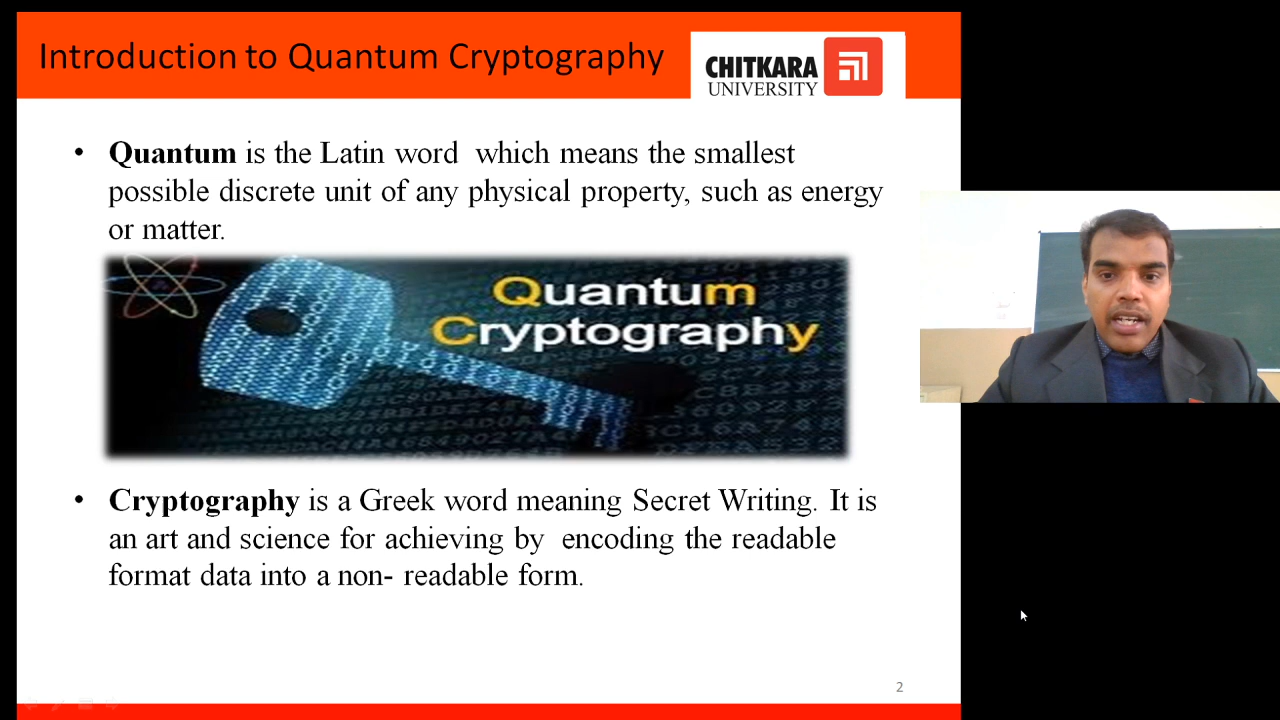 Introduction to Quantum Cryptography
CHITKARA
UNIVERSITY
• Quantum is the Latin word which means the smallest
possible discrete unit of any physical property, such as energy
or matter.
Quantum
Cryptography
• Cryptography is a Greek word meaning Secret Writing. It is
an art and science for achieving by encoding the readable
format data into a non- readable form.
2